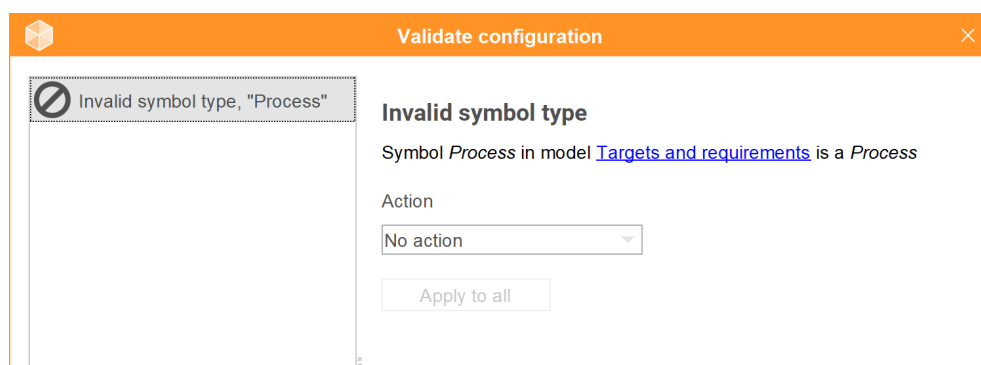 Validate configuration
Invalid symbol type, "Process"
Invalid symbol type
Symbol Process in model Targets and requirements is a Process
Action
No action
Apply to all